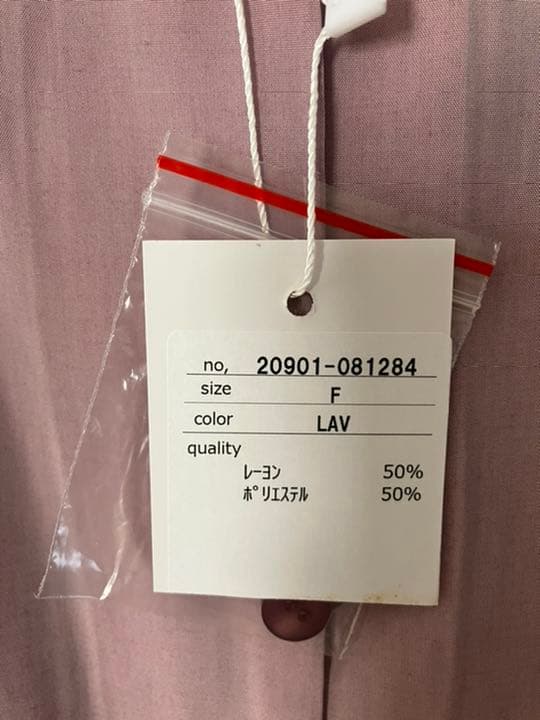 no, 20901-081284
size F
color LAV
quality
ﾚｰﾖﾝ 50%
ﾎﾟﾘｴｽﾃﾙ 50%